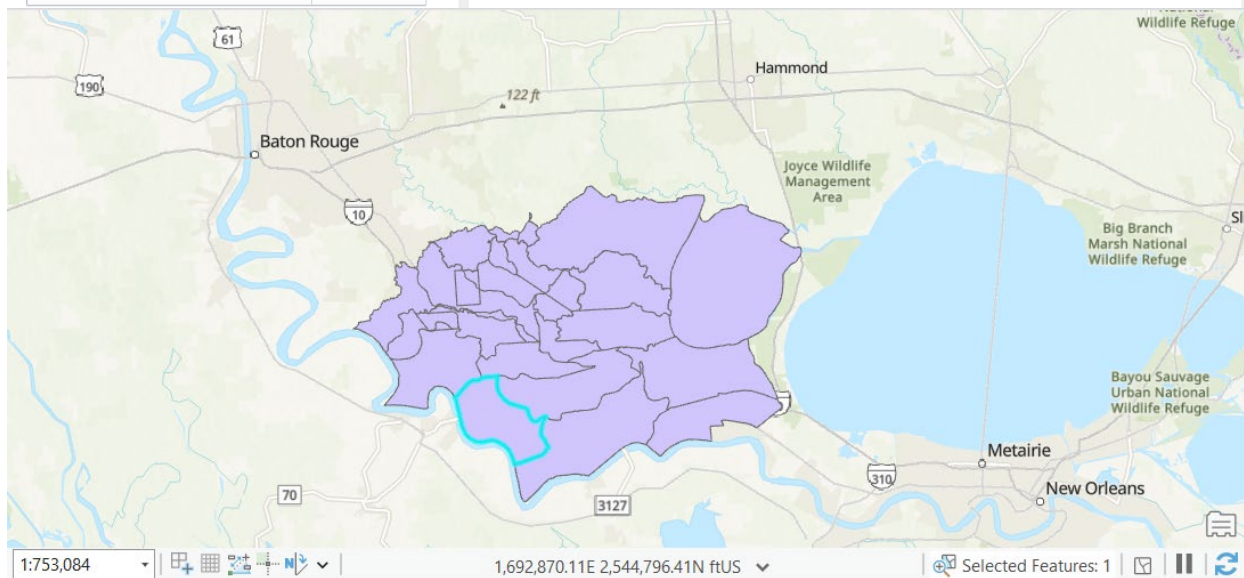 Wildlife Refuge
61
190
Hammond
122 ft
Baton Rouge
Joyce Wildlife
Management
Area
10
Big Branch
Marsh National
Wildlife Refuge
Bayou Sauvage
Urban National
Wildlife Refuge
Metairie
310
New Orleans
70
3127
1:753,084
N
1,692,870.11E 2,544,796.41N ftUS
Selected Features: 1